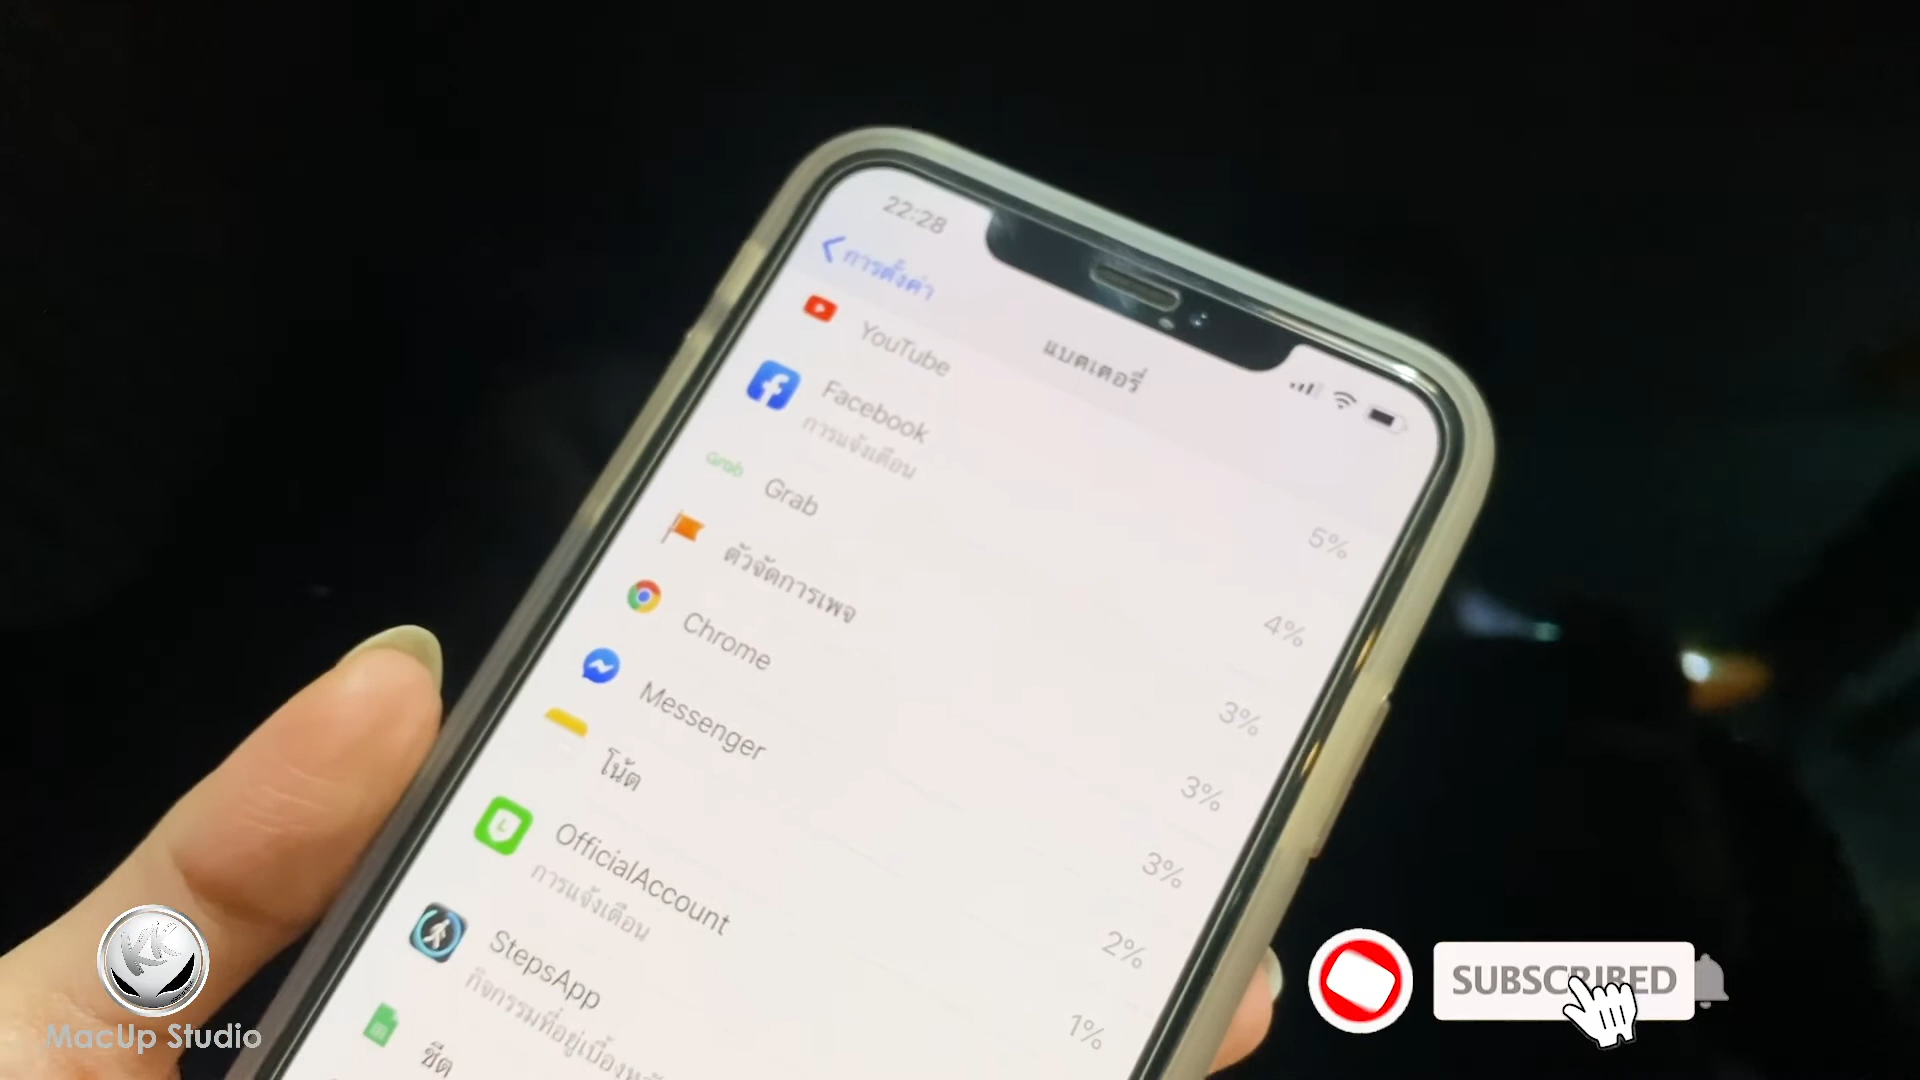 22:28
การตั้งค่า
แบตเตอรี่
YouTube
5%
Facebook
การแจ้งเตือน
4%
Grab
Grab
3%
ตัวจัดการเพจ
3%
Chrome
3%
Messenger
2%
โน้ต
1%
OfficialAccount
การแจ้งเตือน
StepsApp
ชีต
MacUp Studio
SUBSCRIBED